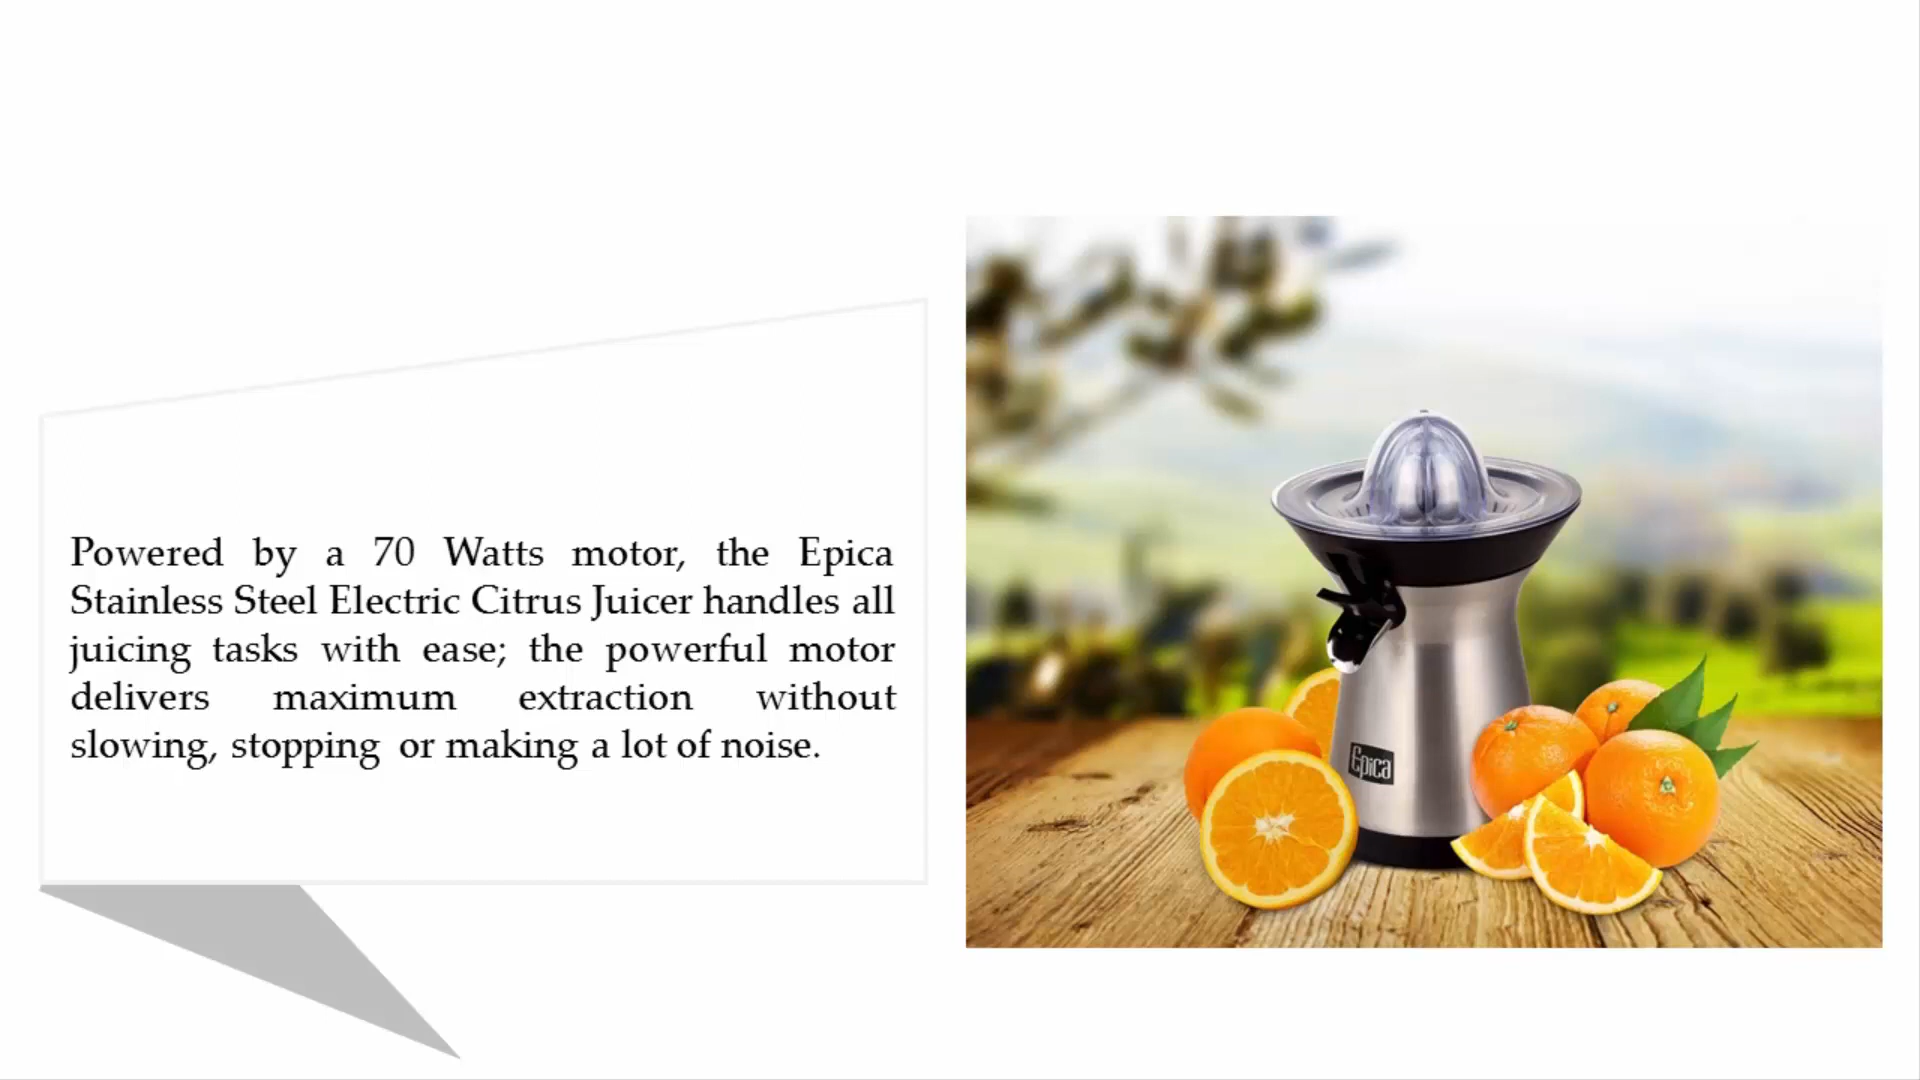 Powered by a 70 Watts motor, the Epica
Stainless Steel Electric Citrus Juicer handles all
juicing tasks with ease; the powerful motor
delivers maximum extraction without
slowing, stopping or making a lot of noise.
Epica